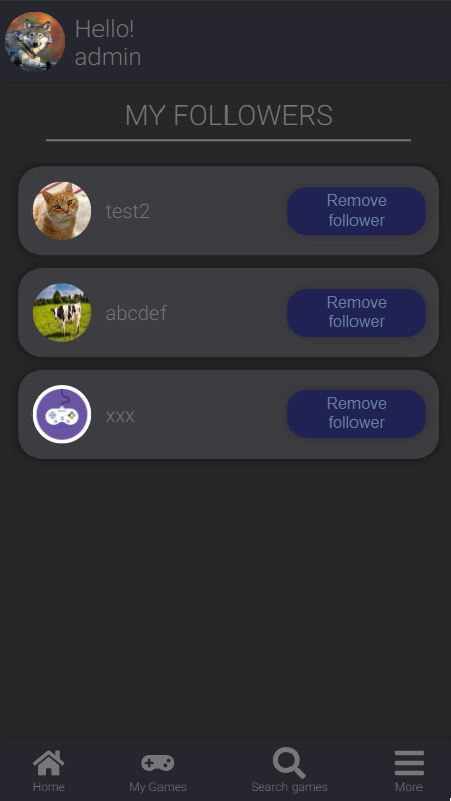 Hello!
admin
MY FOLLOWERS
test2
Remove
follower
abcdef
Remove
follower
xxx
Remove
follower
Home
My Games
Search games
More